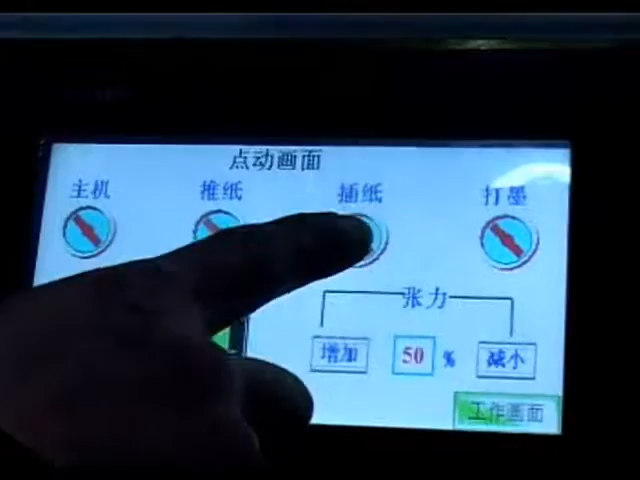 点动画面
主机 推纸 插纸 打墨
张力
增加 50 % 减小
工作画面